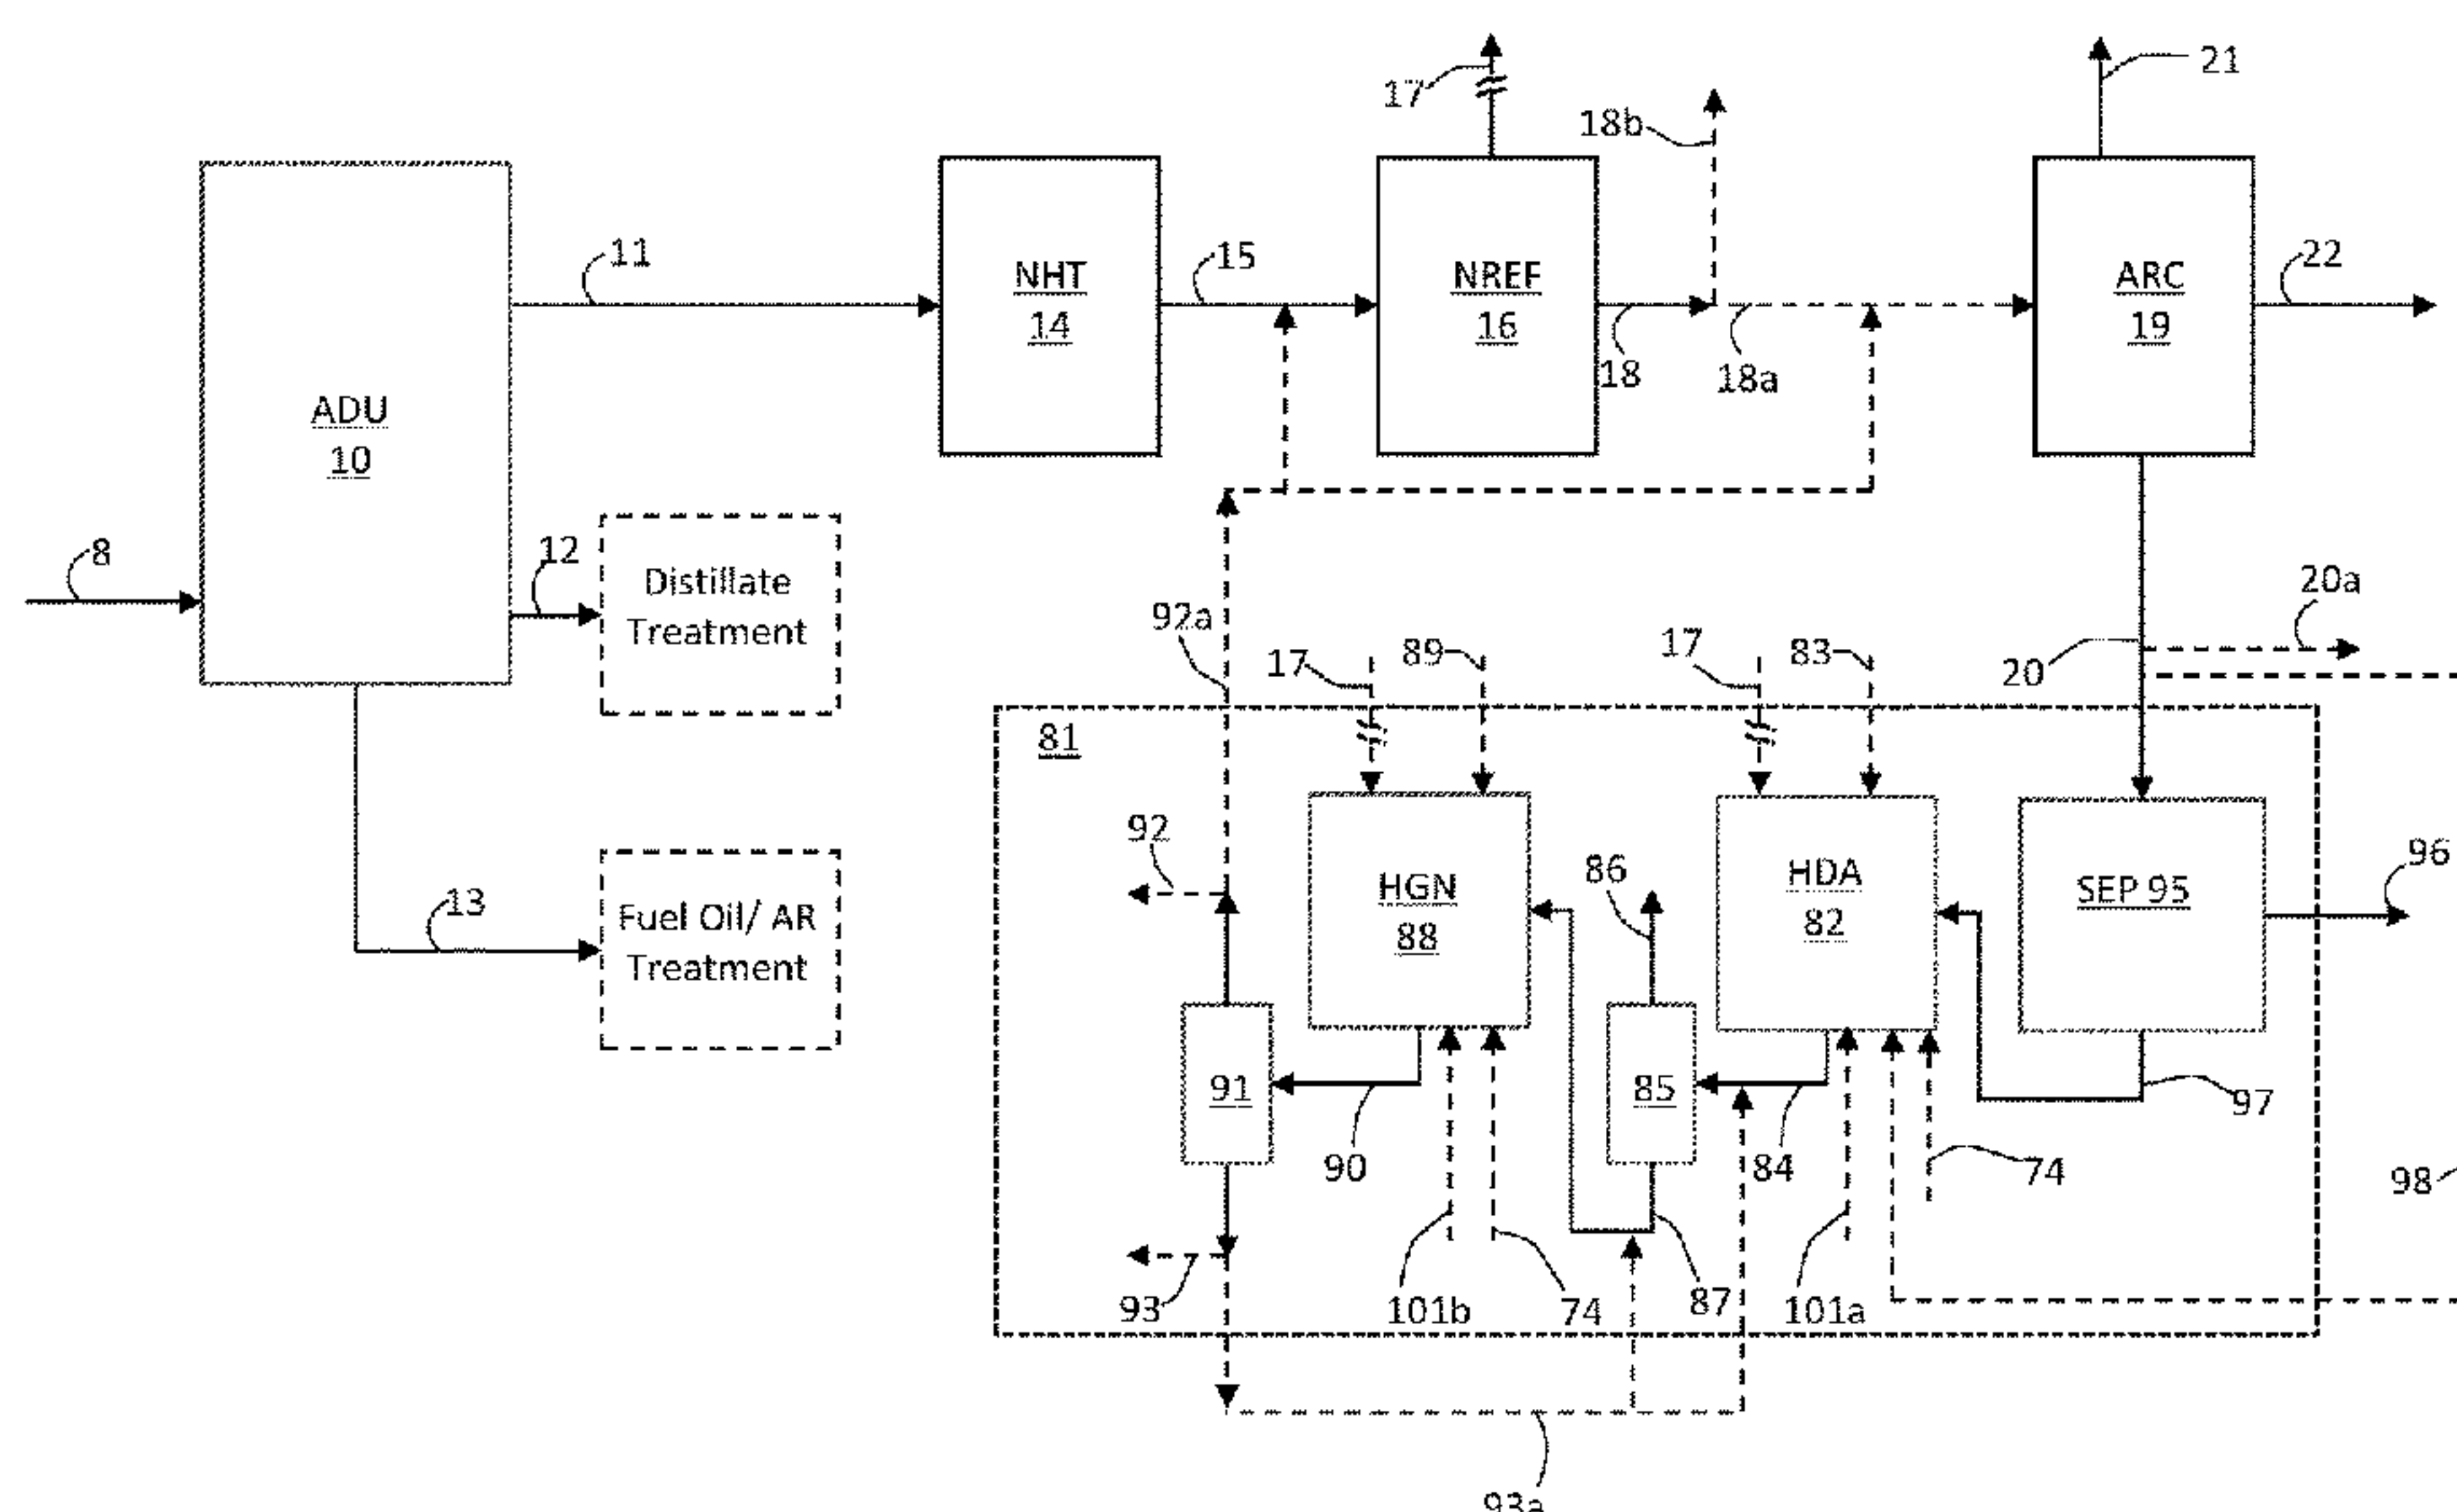 17
21
18b
11
15
22
NHT
14
NREF
16
ARC
19
18
18a
ADU
10
8
12
Distillate
Treatment
92a
20a
17
89
17
83
20
81
92
86
96
13
Fuel Oil/ AR
Treatment
HGN
88
HDA
82
SEP 95
91
85
90
84
74
97
98
93
101b
74
87
101a
93a